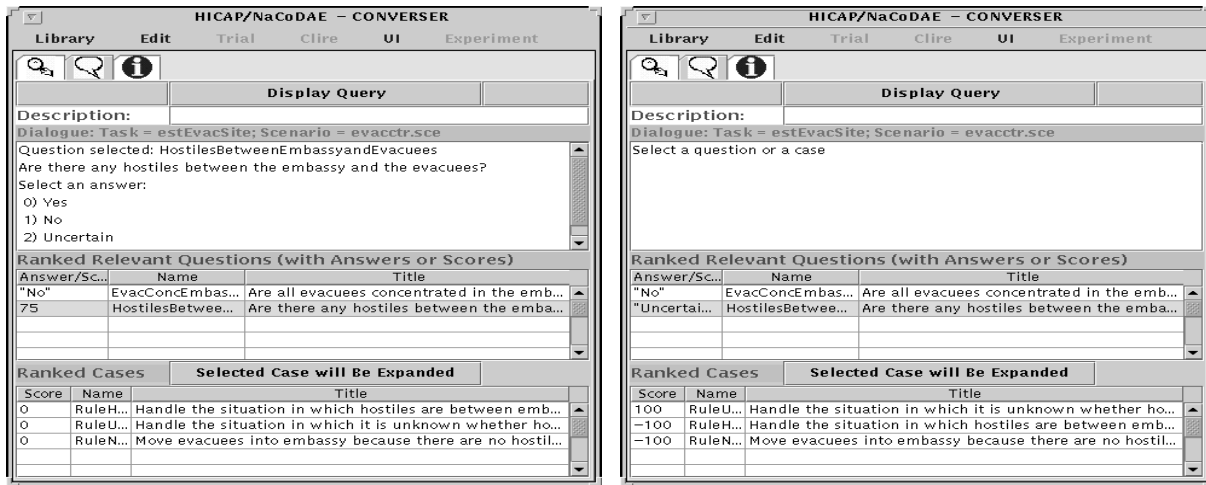 HICAP/NaCoDAE – CONVERSER
Library Edit Trial Clire UI Experiment
Display Query
Description:
Dialogue: Task = estEvacSite; Scenario = evacctr.sce
Question selected: HostilesBetweenEmbassyandEvacuees
Are there any hostiles between the embassy and the evacuees?
Select an answer:
0) Yes
1) No
2) Uncertain
Ranked Relevant Questions (with Answers or Scores)
Answer/Sc... Name Title
"No" EvacConcEmbas... Are all evacuees concentrated in the emb...
75 HostilesBetwee... Are there any hostiles between the emba...
Ranked Cases Selected Case will Be Expanded
Score Name Title
0 RuleH... Handle the situation in which hostiles are between emb...
0 RuleU... Handle the situation in which it is unknown whether ho...
0 RuleN... Move evacuees into embassy because there are no hostil...
HICAP/NaCoDAE – CONVERSER
Library Edit Trial Clire UI Experiment
Display Query
Description:
Dialogue: Task = estEvacSite; Scenario = evacctr.sce
Select a question or a case
Ranked Relevant Questions (with Answers or Scores)
Answer/Sc... Name Title
"No" EvacConcEmbas... Are all evacuees concentrated in the emb...
"Uncertai... HostilesBetwee... Are there any hostiles between the emba...
Ranked Cases Selected Case will Be Expanded
Score Name Title
100 RuleU... Handle the situation in which it is unknown whether ho...
−100 RuleH... Handle the situation in which hostiles are between emb...
−100 RuleN... Move evacuees into embassy because there are no hostil...